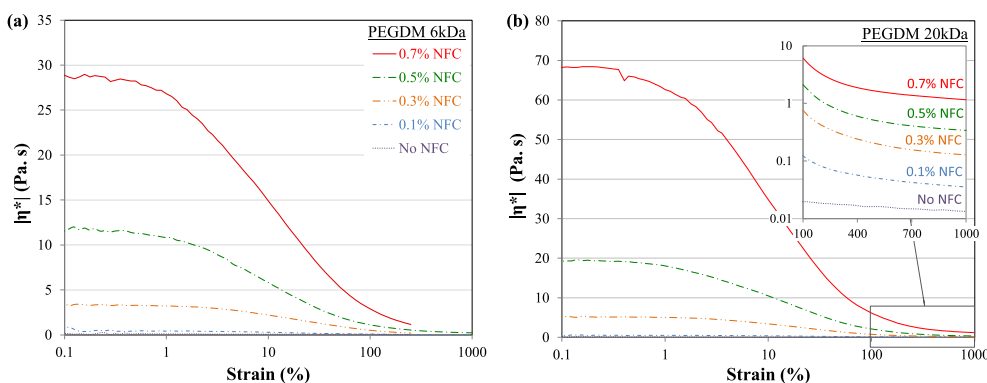 (a)
|η*| (Pa. s)
35
30
25
20
15
10
5
0
0.1
1
10
100
1000
Strain (%)
PEGDM 6kDa
0.7% NFC
0.5% NFC
0.3% NFC
0.1% NFC
No NFC
(b)
|η*| (Pa. s)
80
70
60
50
40
30
20
10
0
0.1
1
10
100
1000
Strain (%)
PEGDM 20kDa
10
1
0.1
0.01
100
400
700
1000
0.7% NFC
0.5% NFC
0.3% NFC
0.1% NFC
No NFC